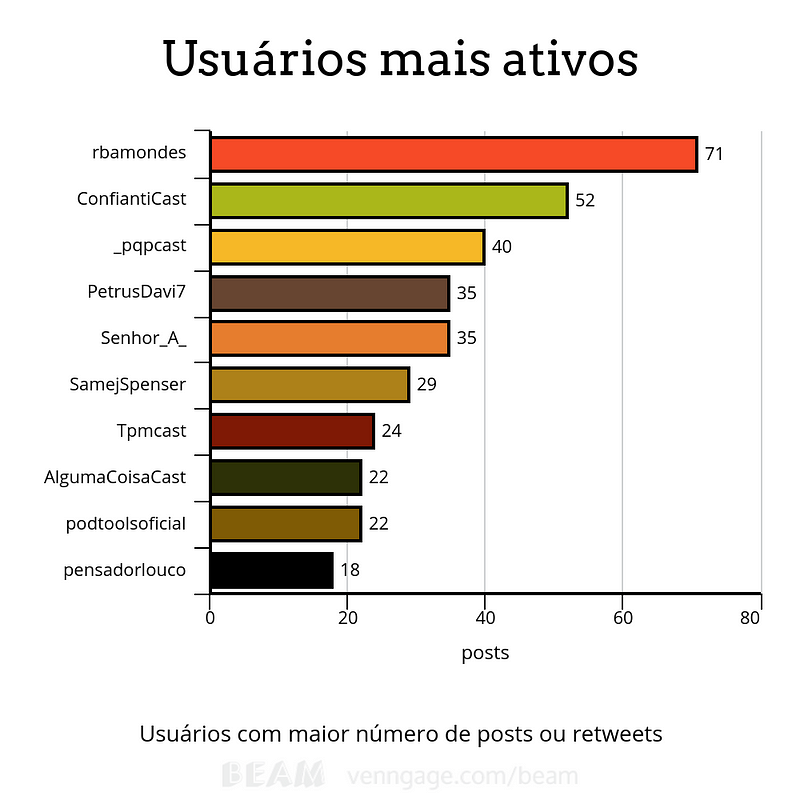 Usuários mais ativos
rbamondes 71
ConfiantiCast 52
_pqpcast 40
PetrusDavi7 35
Senhor_A_ 35
SamejSpenser 29
Tpmcast 24
AlgumaCoisaCast 22
podtoolsoficial 22
pensadorlouco 18
0 20 40 60 80
posts
Usuários com maior número de posts ou retweets
BEAM venngage.com/beam